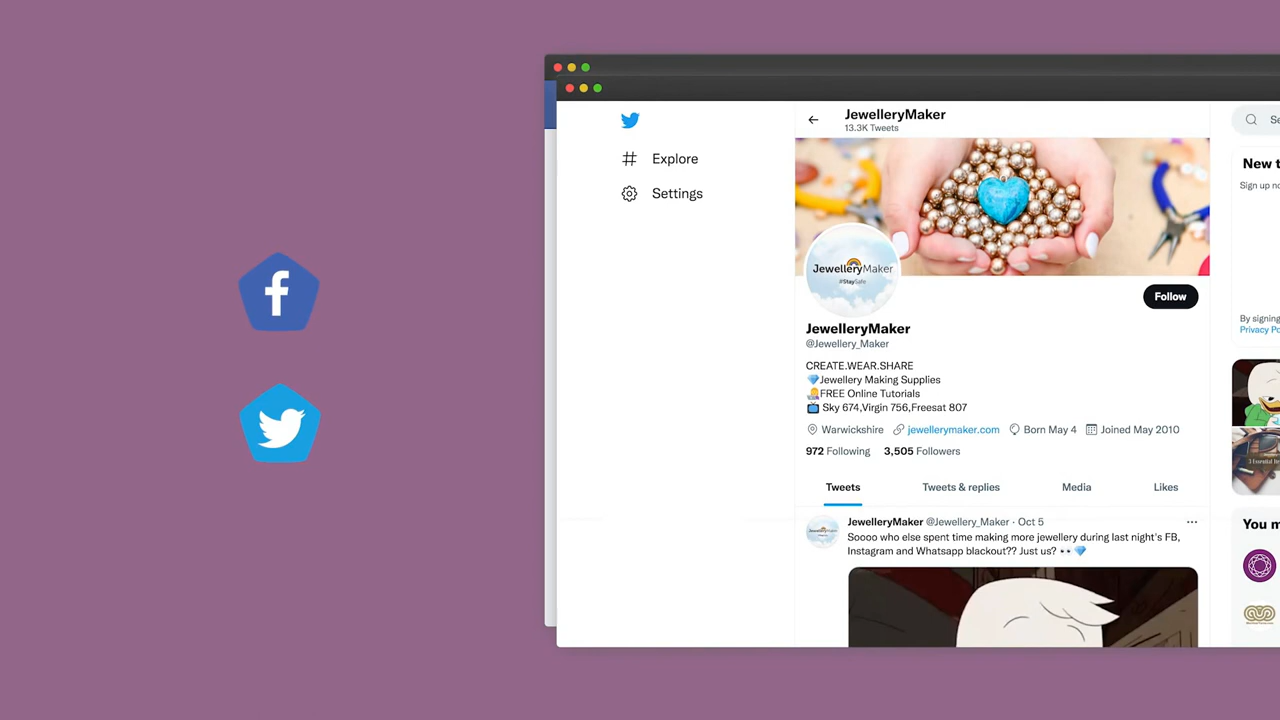 JewelleryMaker
13.3K Tweets
Explore
Settings
JewelleryMaker
#StaySafe
Follow
JewelleryMaker
@Jewellery_Maker
CREATE.WEAR.SHARE
💎Jewellery Making Supplies
FREE Online Tutorials
📺 Sky 674,Virgin 756,Freesat 807
Warwickshire jewellerymaker.com Born May 4 Joined May 2010
972 Following 3,505 Followers
Tweets Tweets & replies Media Likes
JewelleryMaker @Jewellery_Maker · Oct 5
Soooo who else spent time making more jewellery during last night's FB,
Instagram and Whatsapp blackout?? Just us? 👀 💎
Se
New t
Sign up no
By signing
Privacy Po
You m